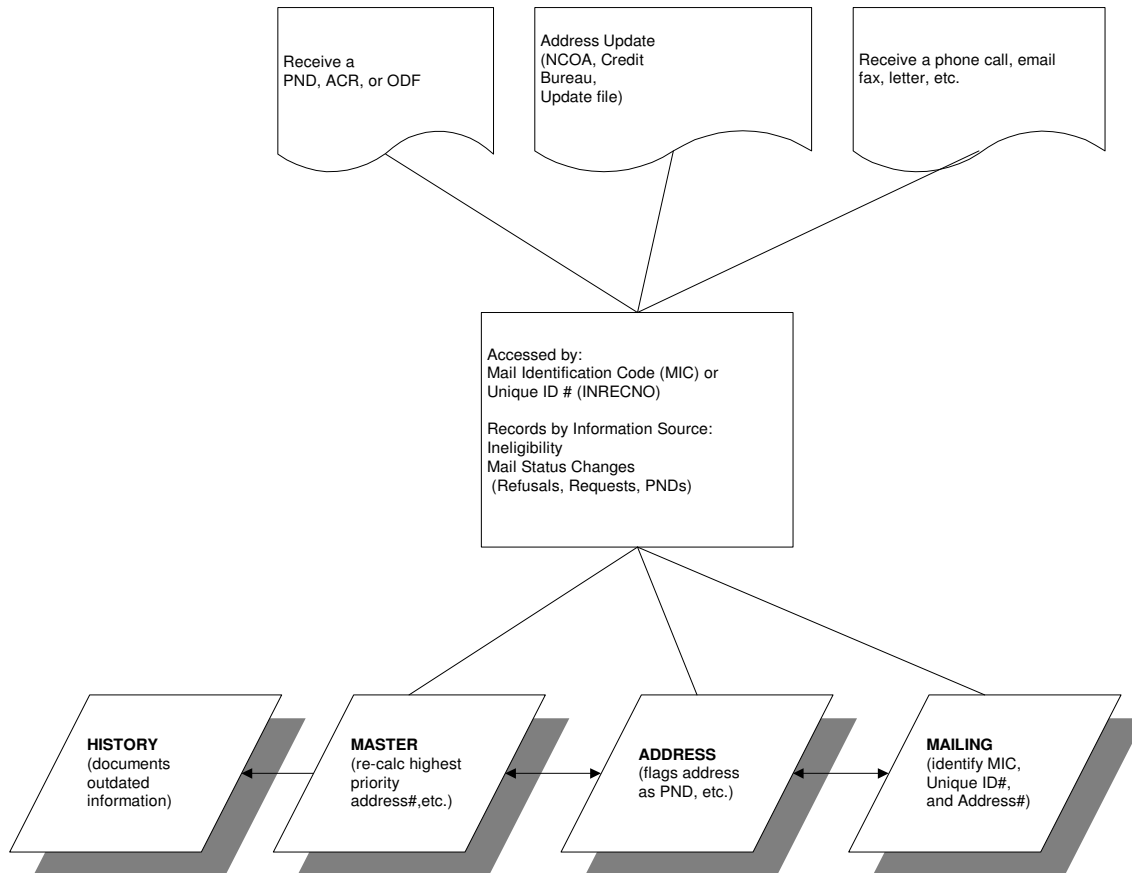 Receive a
PND, ACR, or ODF
Address Update
(NCOA, Credit
Bureau,
Update file)
Receive a phone call, email
fax, letter, etc.
Accessed by:
Mail Identification Code (MIC) or
Unique ID # (INRECNO)
Records by Information Source:
Ineligibility
Mail Status Changes
(Refusals, Requests, PNDs)
HISTORY
(documents
outdated
information)
MASTER
(re-calc highest
priority
address#,etc.)
ADDRESS
(flags address
as PND, etc.)
MAILING
(identify MIC,
Unique ID#,
and Address#)